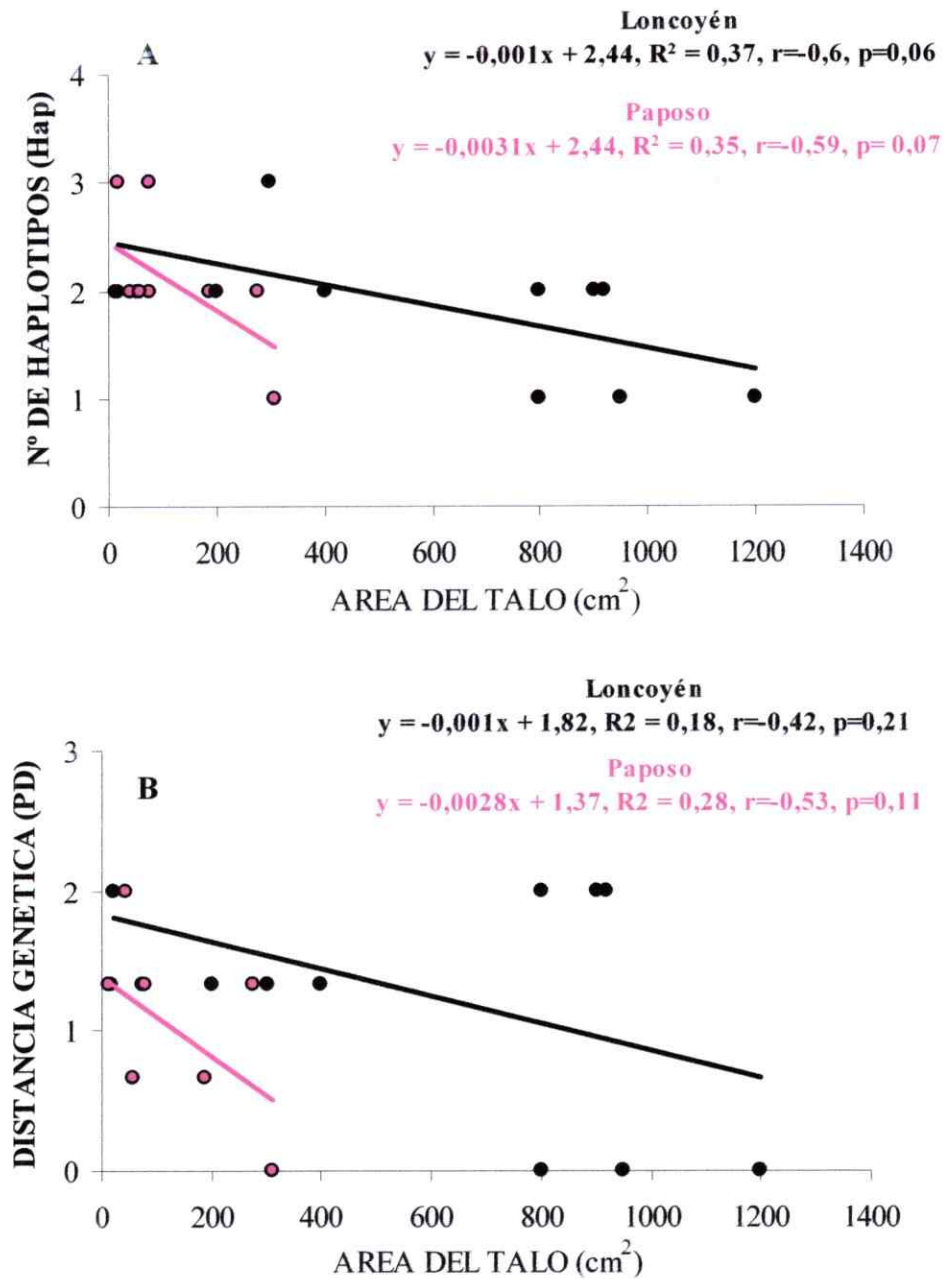 A
Loncoyén
y = -0,001x + 2,44, R² = 0,37, r=-0,6, p=0,06
Paposo
y = -0,0031x + 2,44, R² = 0,35, r=-0,59, p= 0,07
Nº DE HAPLOTIPOS (Hap)
4
3
2
1
0
0 200 400 600 800 1000 1200 1400
AREA DEL TALO (cm²)
B
Loncoyén
y = -0,001x + 1,82, R2 = 0,18, r=-0,42, p=0,21
Paposo
y = -0,0028x + 1,37, R2 = 0,28, r=-0,53, p=0,11
DISTANCIA GENETICA (PD)
3
2
1
0
0 200 400 600 800 1000 1200 1400
AREA DEL TALO (cm²)